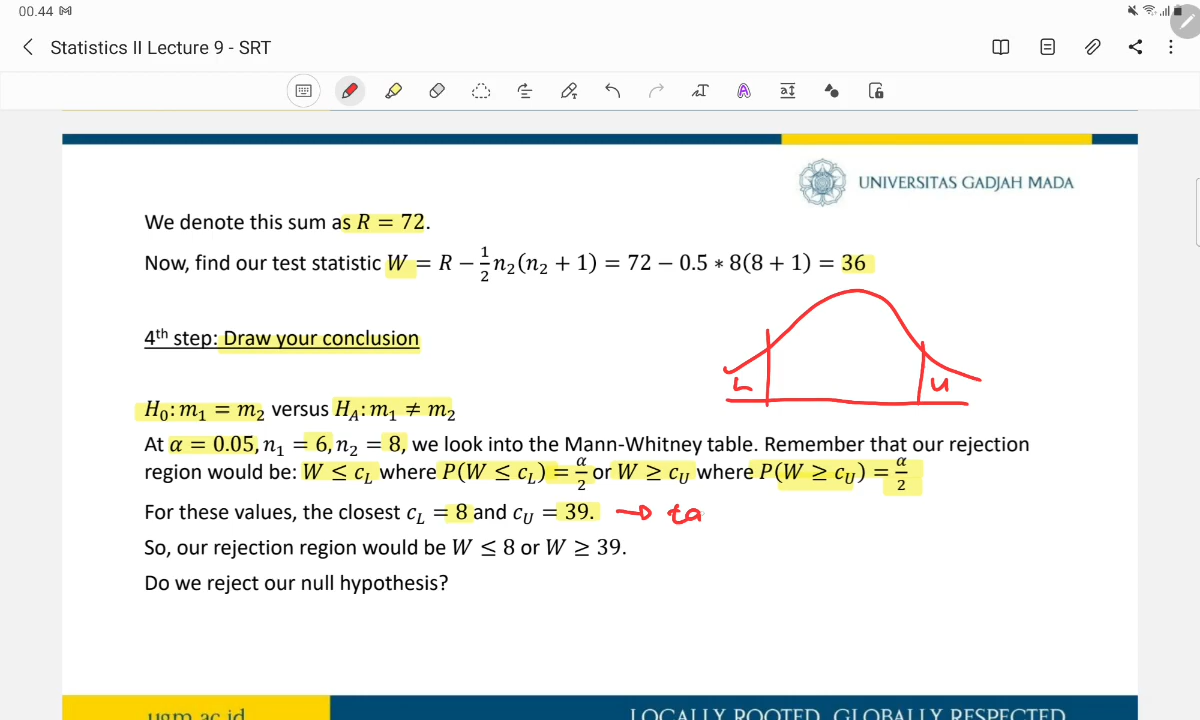 00.44
Statistics II Lecture 9 - SRT
UNIVERSITAS GADJAH MADA
We denote this sum as R = 72.
Now, find our test statistic W = R − ½n₂(n₂ + 1) = 72 − 0.5 * 8(8 + 1) = 36
4th step: Draw your conclusion
L u
H₀: m₁ = m₂ versus H_A: m₁ ≠ m₂
At α = 0.05, n₁ = 6, n₂ = 8, we look into the Mann-Whitney table. Remember that our rejection
region would be: W ≤ c_L where P(W ≤ c_L) = α/2 or W ≥ c_U where P(W ≥ c_U) = α/2
For these values, the closest c_L = 8 and c_U = 39. → ta
So, our rejection region would be W ≤ 8 or W ≥ 39.
Do we reject our null hypothesis?
ugm.ac.id
LOCALLY ROOTED, GLOBALLY RESPECTED